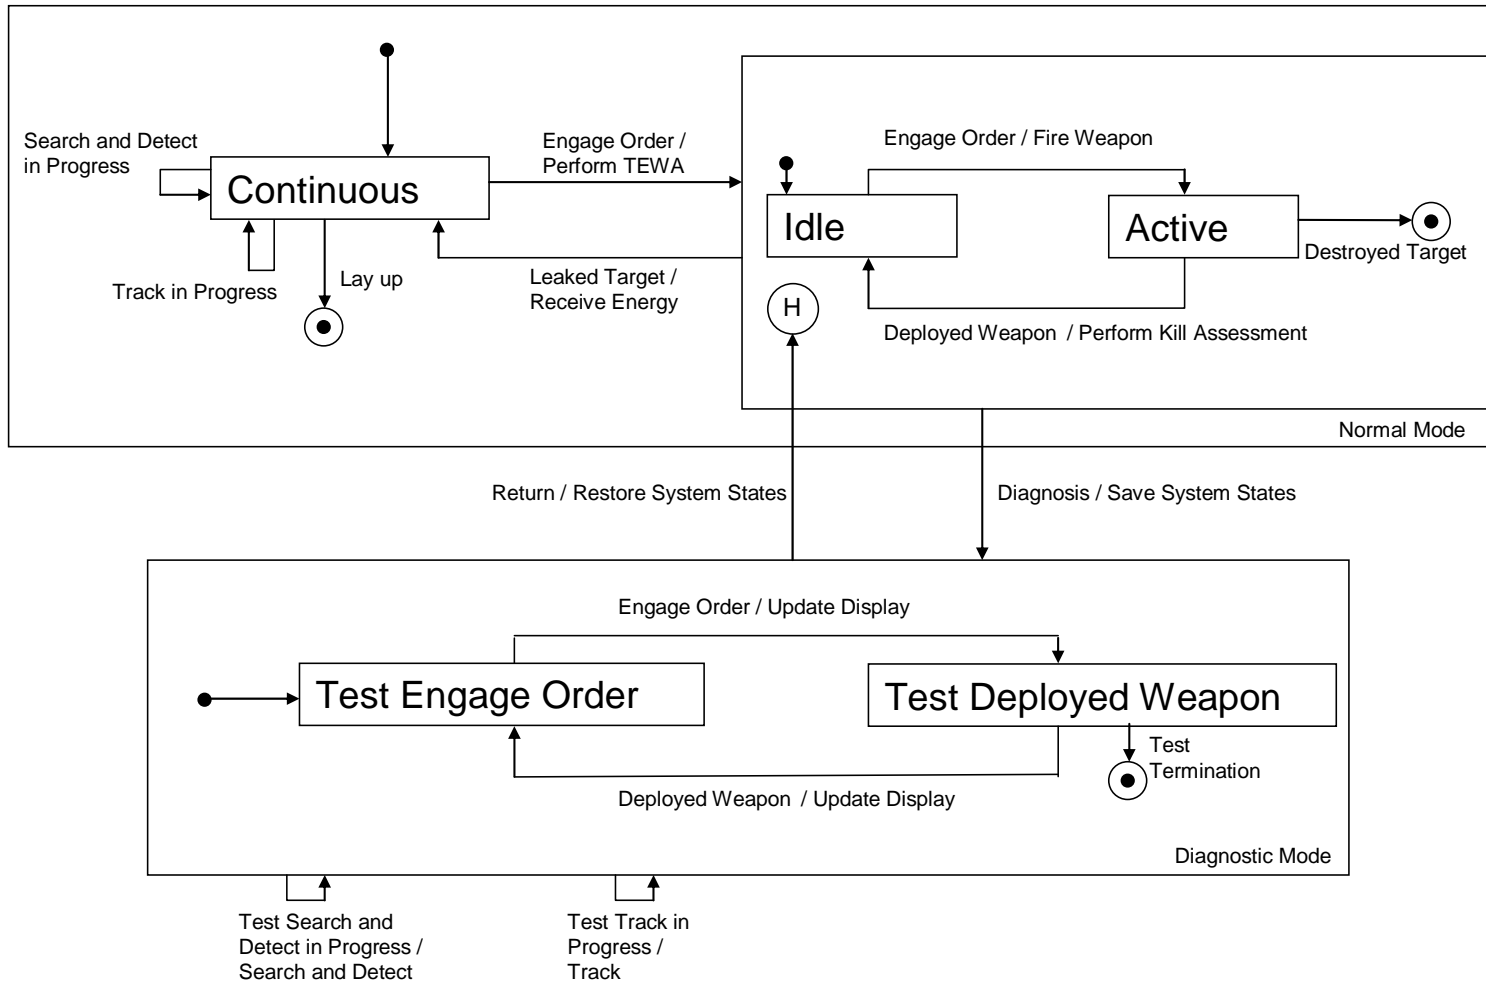 Search and Detect
in Progress
Continuous
Track in Progress
Lay up
Engage Order /
Perform TEWA
Leaked Target /
Receive Energy
Engage Order / Fire Weapon
Idle
Active
Destroyed Target
H
Deployed Weapon / Perform Kill Assessment
Normal Mode
Return / Restore System States
Diagnosis / Save System States
Engage Order / Update Display
Test Engage Order
Test Deployed Weapon
Test
Termination
Deployed Weapon / Update Display
Diagnostic Mode
Test Search and
Detect in Progress /
Search and Detect
Test Track in
Progress /
Track